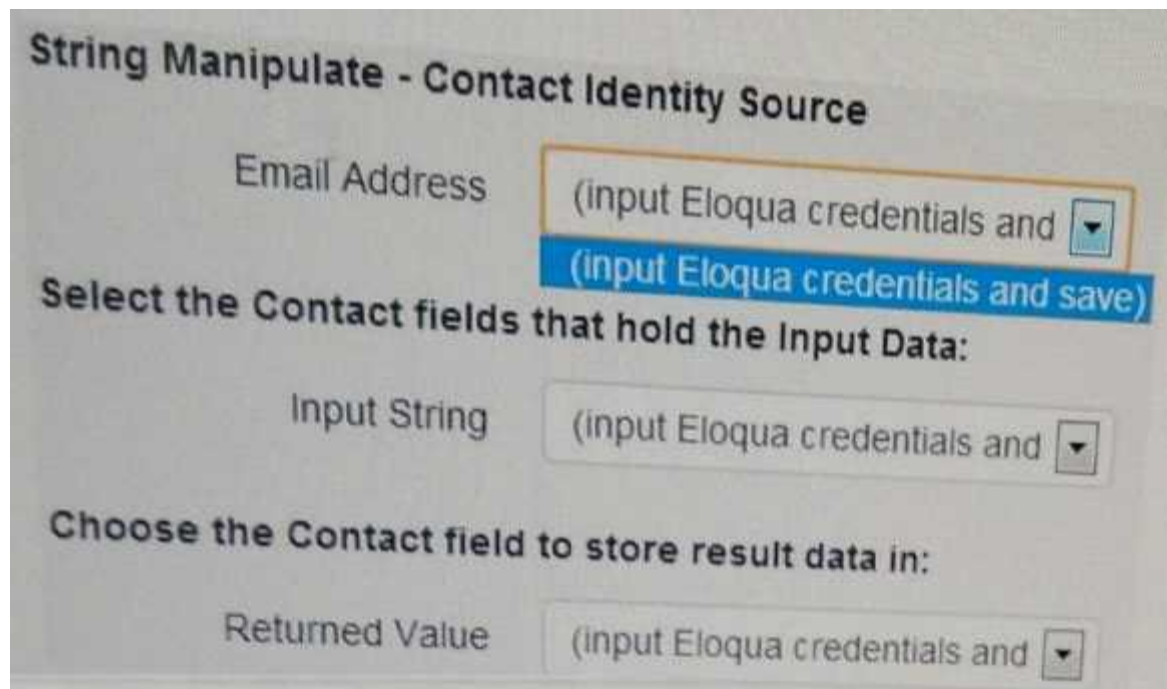 String Manipulate - Contact Identity Source
Email Address (input Eloqua credentials and
(input Eloqua credentials and save)
Select the Contact fields that hold the Input Data:
Input String (input Eloqua credentials and
Choose the Contact field to store result data in:
Returned Value (input Eloqua credentials and